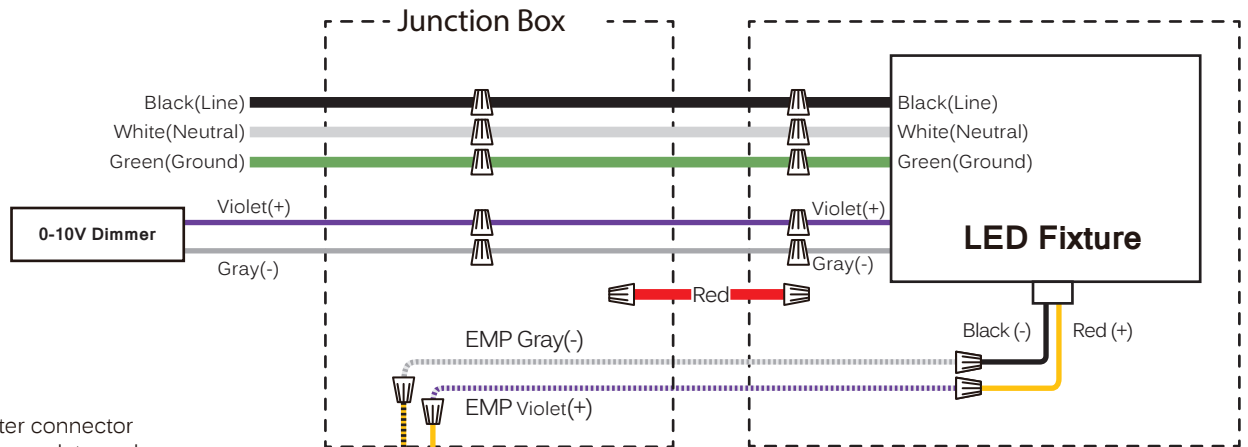 Junction Box
Black(Line)
Black(Line)
White(Neutral)
White(Neutral)
Green(Ground)
Green(Ground)
Violet(+)
Violet(+)
0-10V Dimmer
LED Fixture
Gray(-)
Gray(-)
Red
Black (-)
Red (+)
EMP Gray(-)
EMP Violet(+)
connector